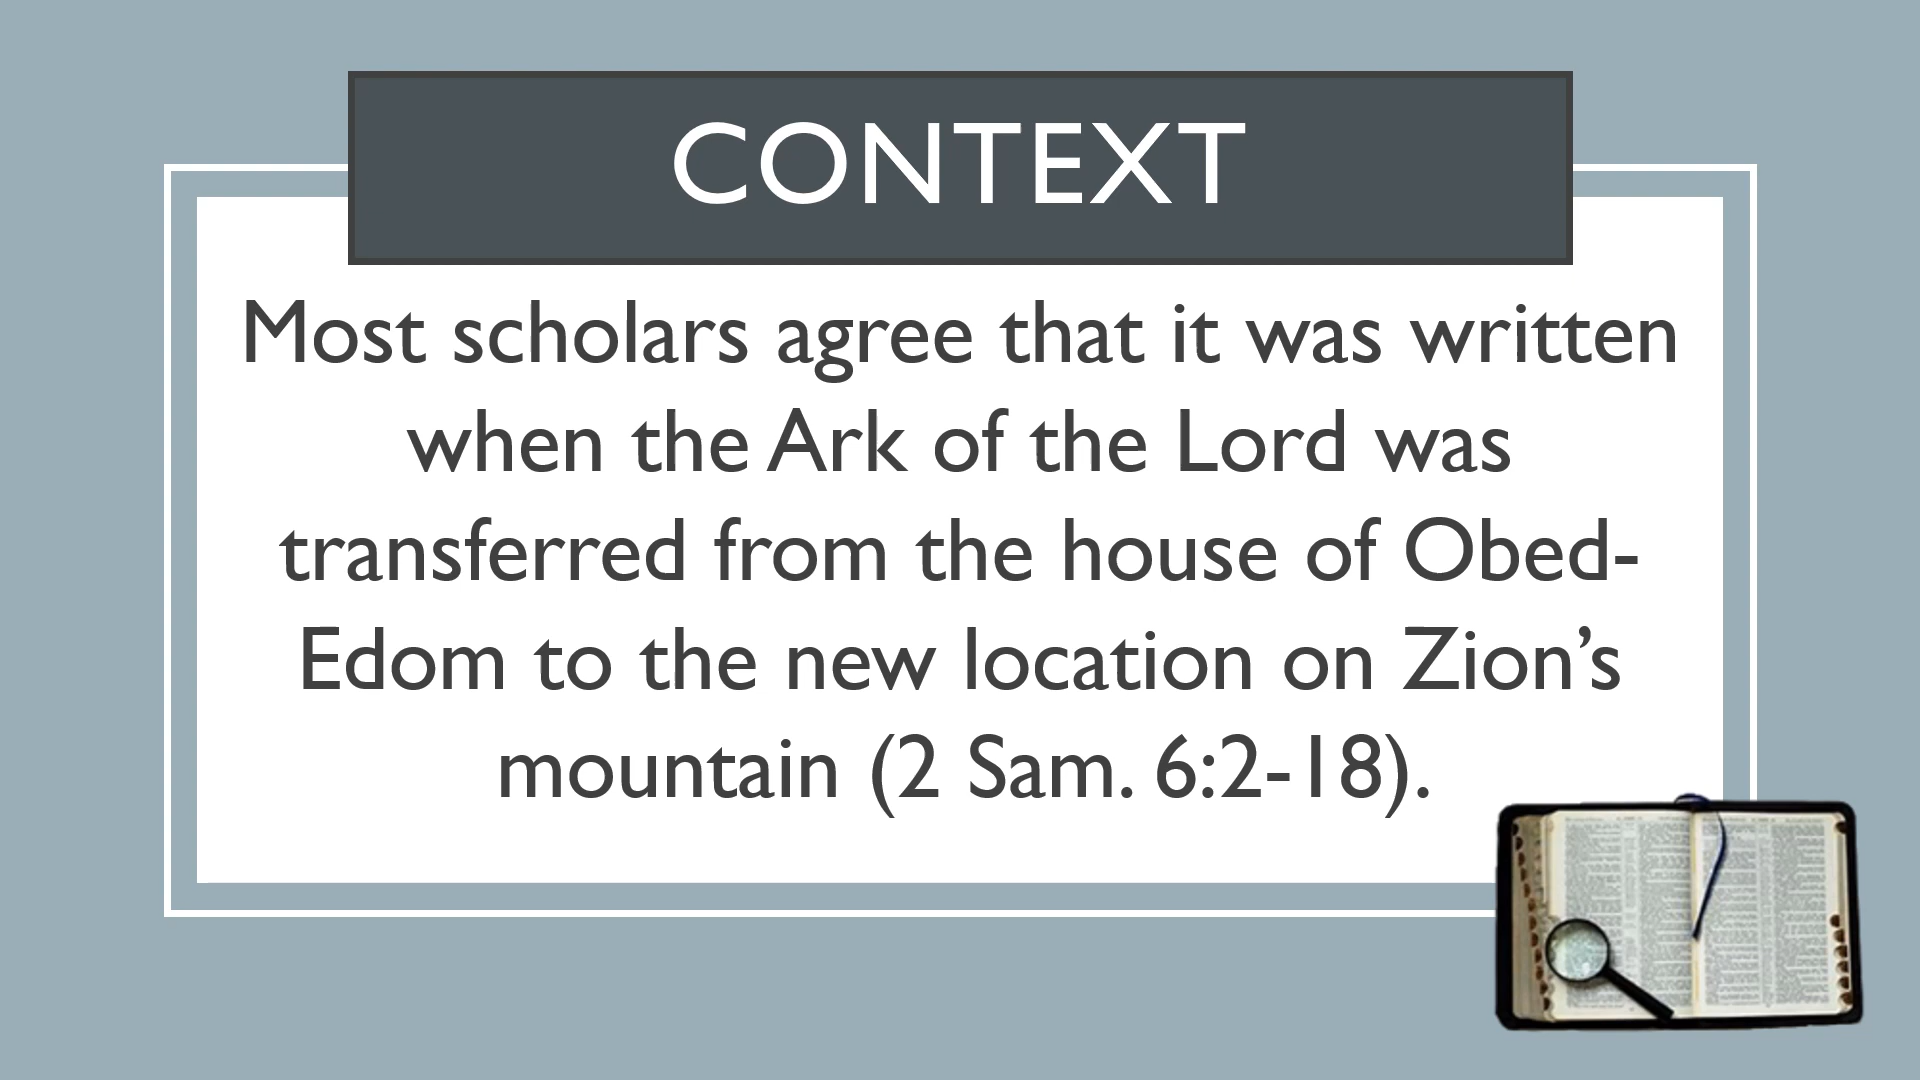 CONTEXT
Most scholars agree that it was written
when the Ark of the Lord was
transferred from the house of Obed-
Edom to the new location on Zion’s
mountain (2 Sam. 6:2-18).